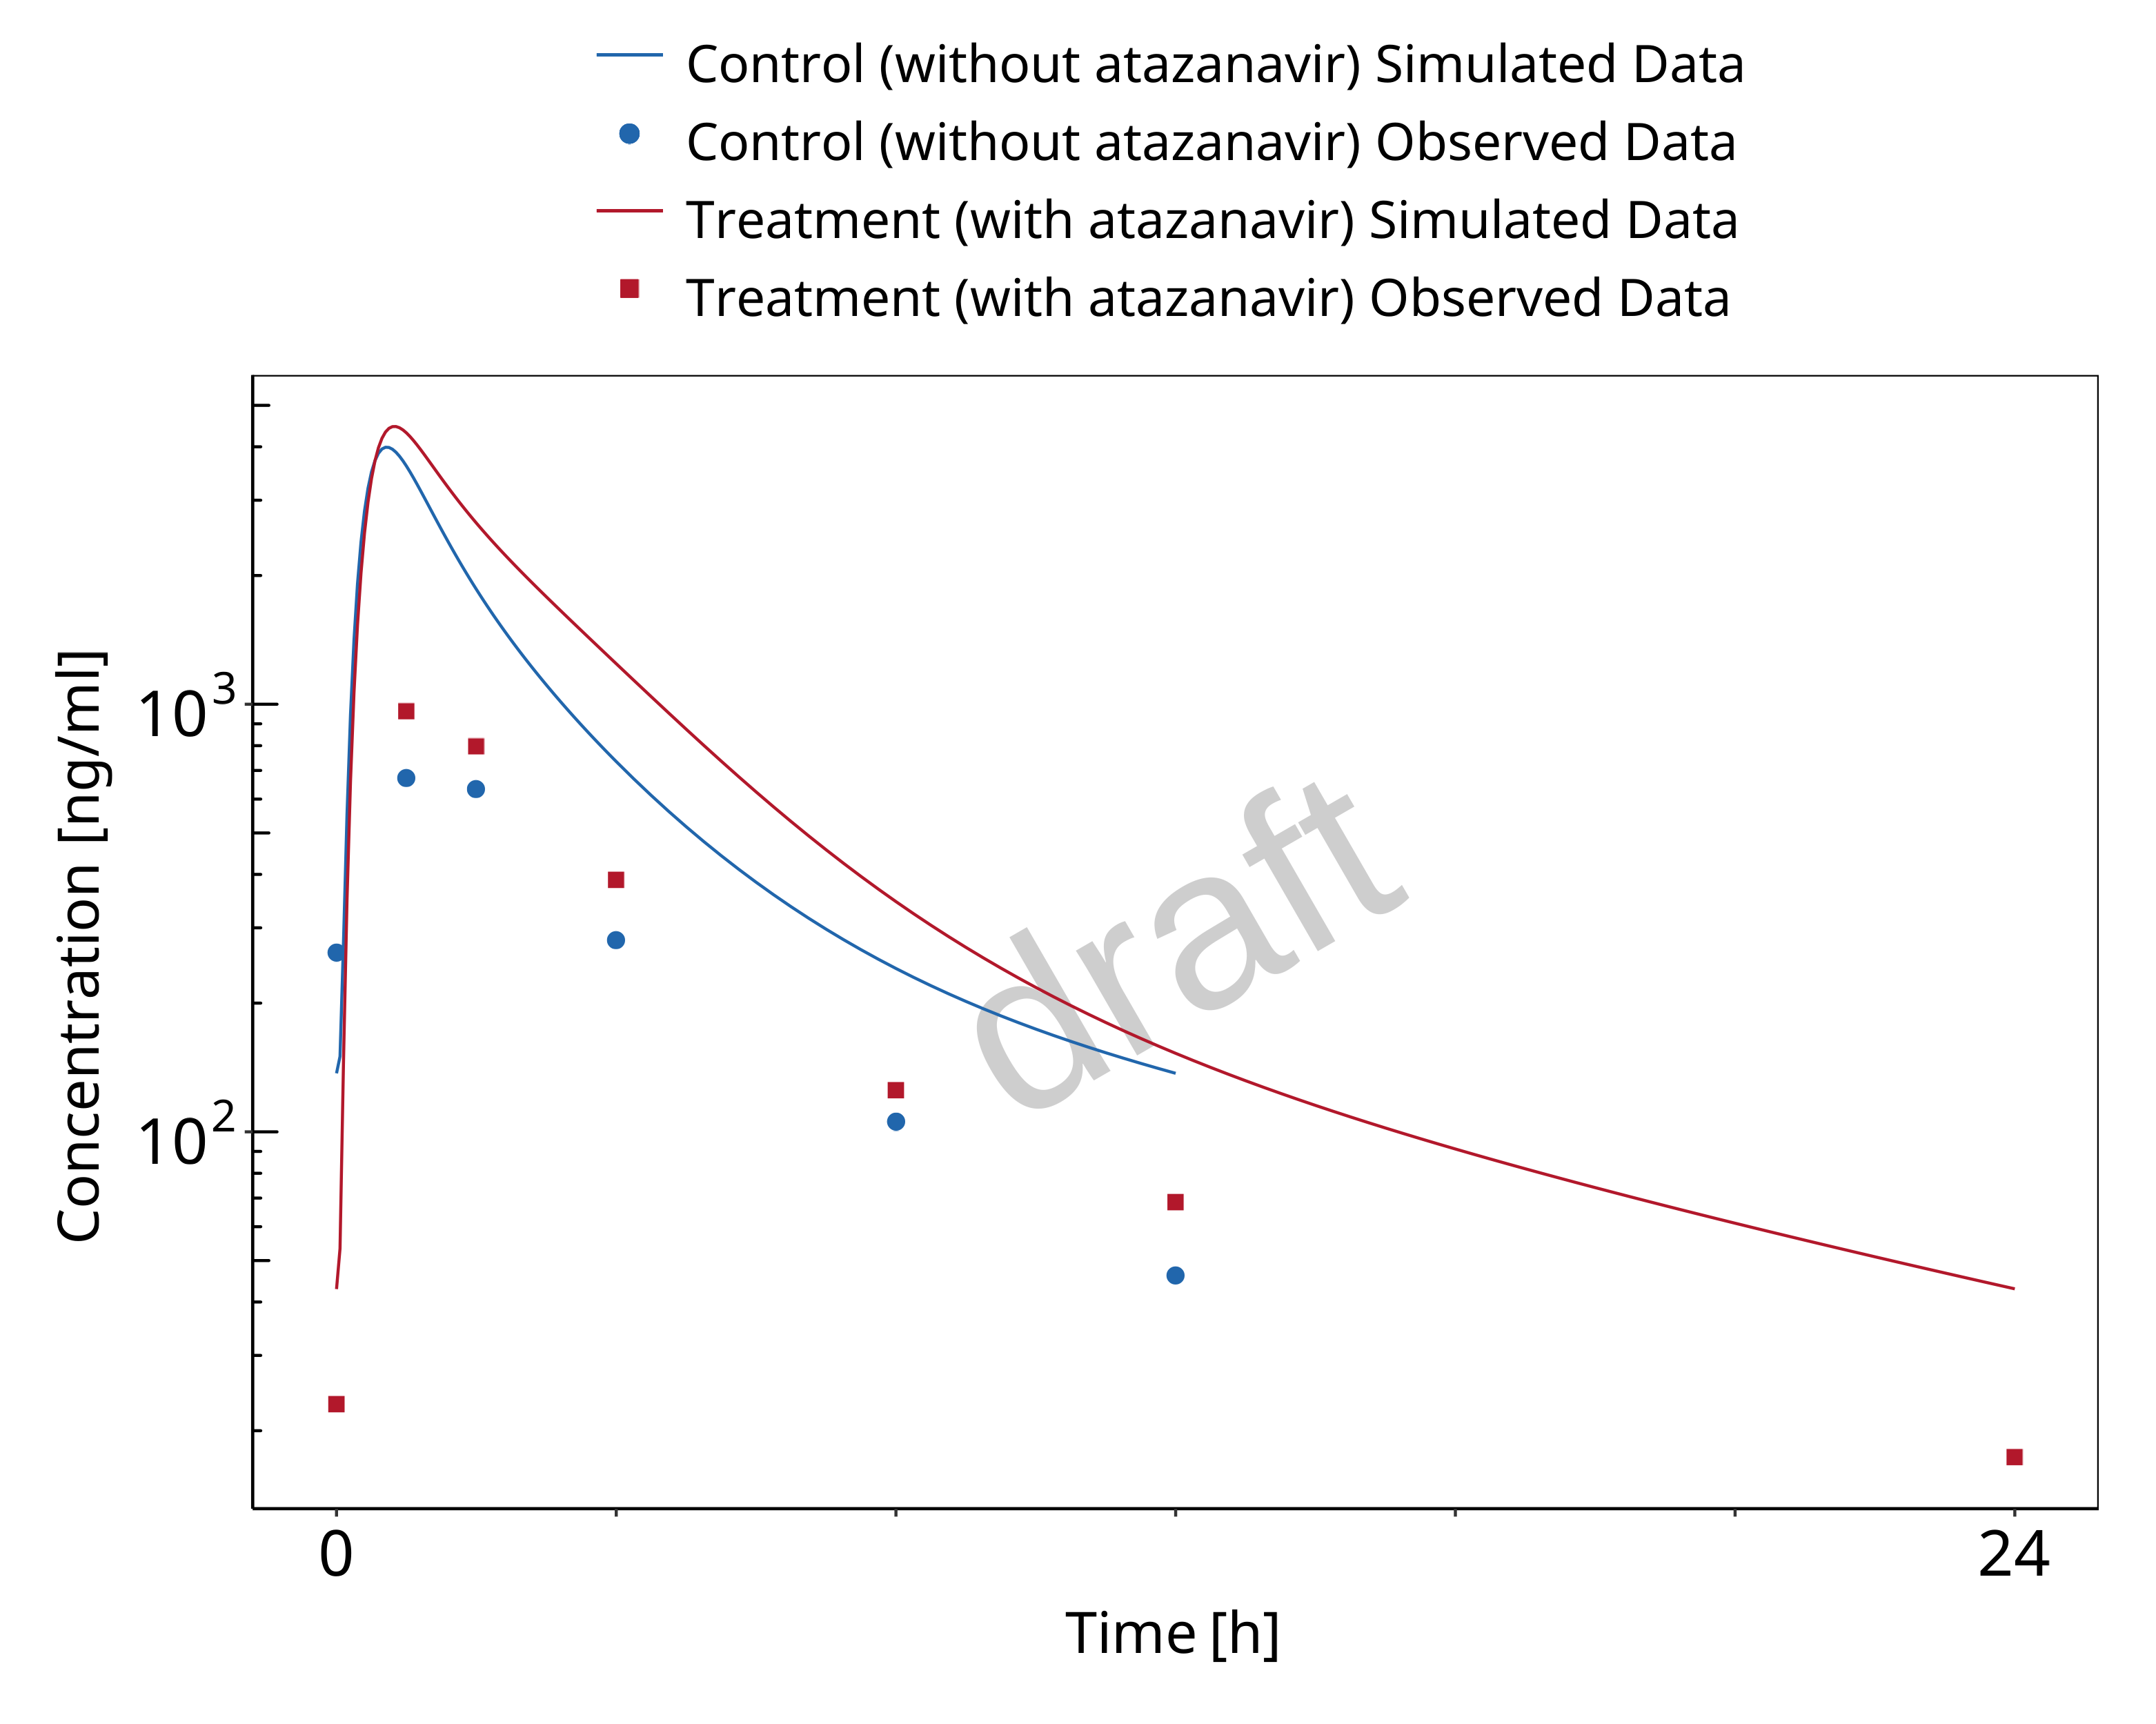 Control (without atazanavir) Simulated Data
Control (without atazanavir) Observed Data
Treatment (with atazanavir) Simulated Data
Treatment (with atazanavir) Observed Data
Concentration [ng/ml]
10³
10²
draft
0
24
Time [h]